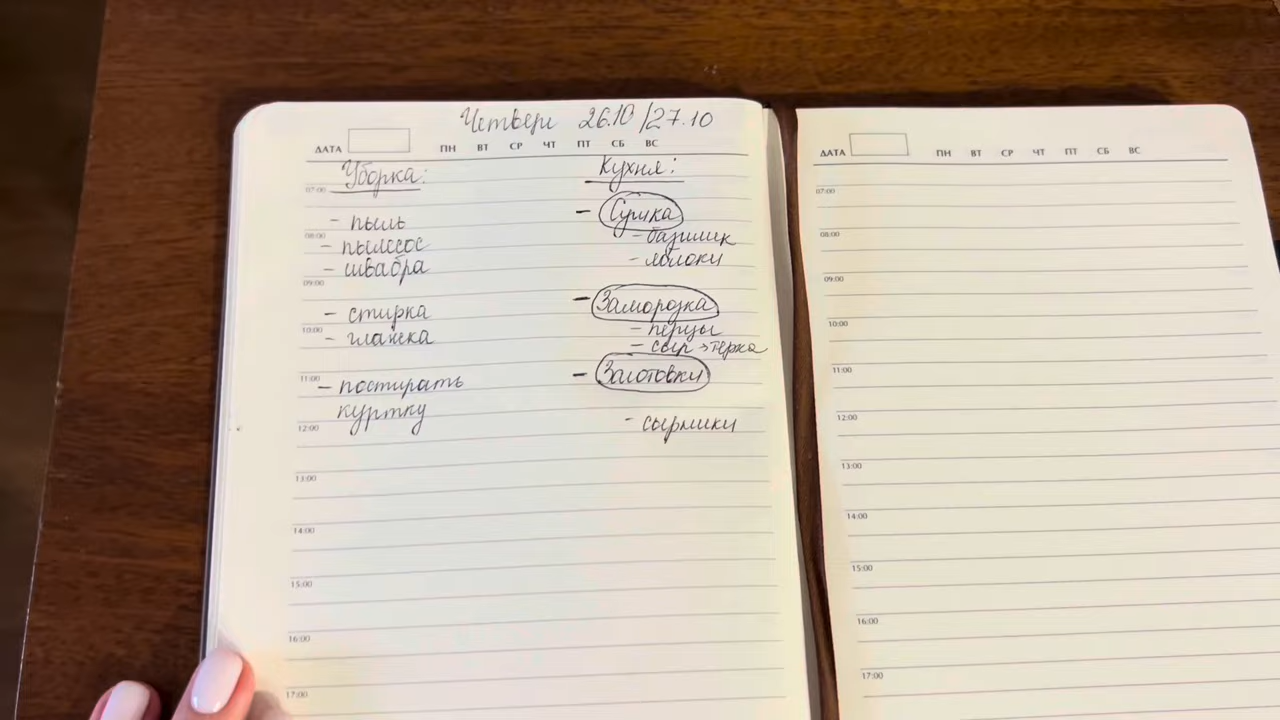 Четверг 26.10/27.10
ДАТА ПН ВТ СР ЧТ ПТ СБ ВС
Уборка:
07:00
- пыль
08:00
- пылесос
- швабра
09:00
- стирка
10:00
- глажка
11:00
- постирать
куртку
12:00
13:00
14:00
15:00
16:00
17:00
Кухня:
- Сушка
- базилик
- яблоки
- Заморозка
- перцы
- сыр → терка
- Заготовки
- сырники
ДАТА ПН ВТ СР ЧТ ПТ СБ ВС
07:00
08:00
09:00
10:00
11:00
12:00
13:00
14:00
15:00
16:00
17:00